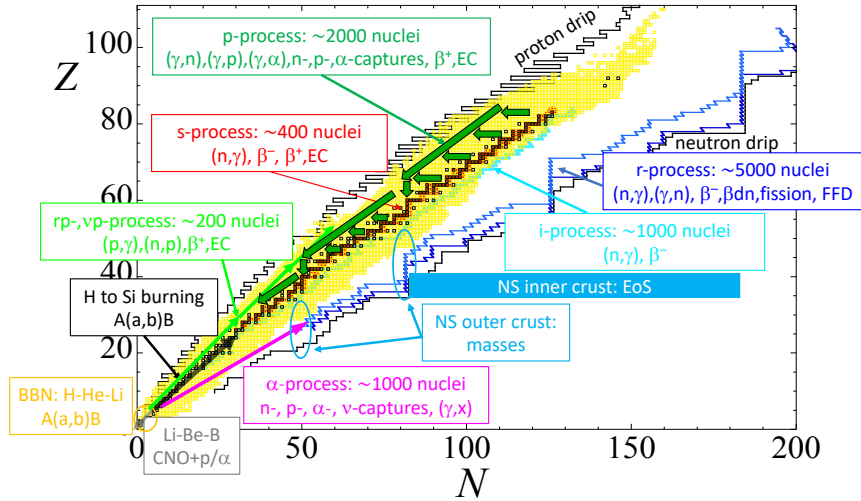 100
Z
80
60
40
20
p-process: ~2000 nuclei
(γ,n),(γ,p),(γ,α),n-,p-,α-captures, β⁺,EC
proton drip
s-process: ~400 nuclei
(n,γ), β⁻, β⁺,EC
neutron drip
r-process: ~5000 nuclei
(n,γ),(γ,n), β⁻,βdn,fission, FFD
rp-,νp-process: ~200 nuclei
(p,γ),(n,p),β⁺,EC
i-process: ~1000 nuclei
(n,γ), β⁻
H to Si burning
A(a,b)B
NS inner crust: EoS
NS outer crust:
masses
BBN: H-He-Li
A(a,b)B
α-process: ~1000 nuclei
n-, p-, α-, ν-captures, (γ,x)
Li-Be-B
CNO+p/α
50
100
150
200
N